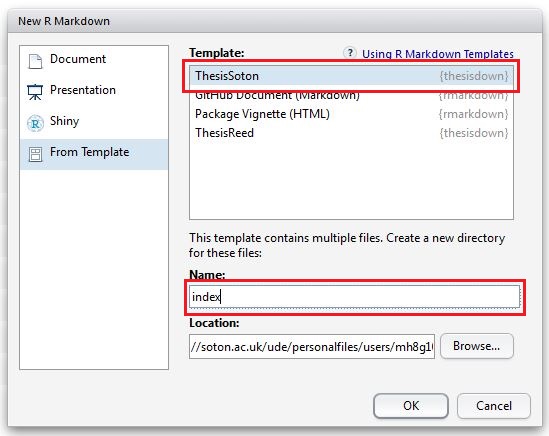 New R Markdown
Document
Presentation
Shiny
From Template
Template:
? Using R Markdown Templates
ThesisSoton {thesisdown}
GitHub Document (Markdown) {rmarkdown}
Package Vignette (HTML) {rmarkdown}
ThesisReed {thesisdown}
This template contains multiple files. Create a new directory
for these files:
Name:
index
Location:
//soton.ac.uk/ude/personalfiles/users/mh8g1
Browse...
OK
Cancel